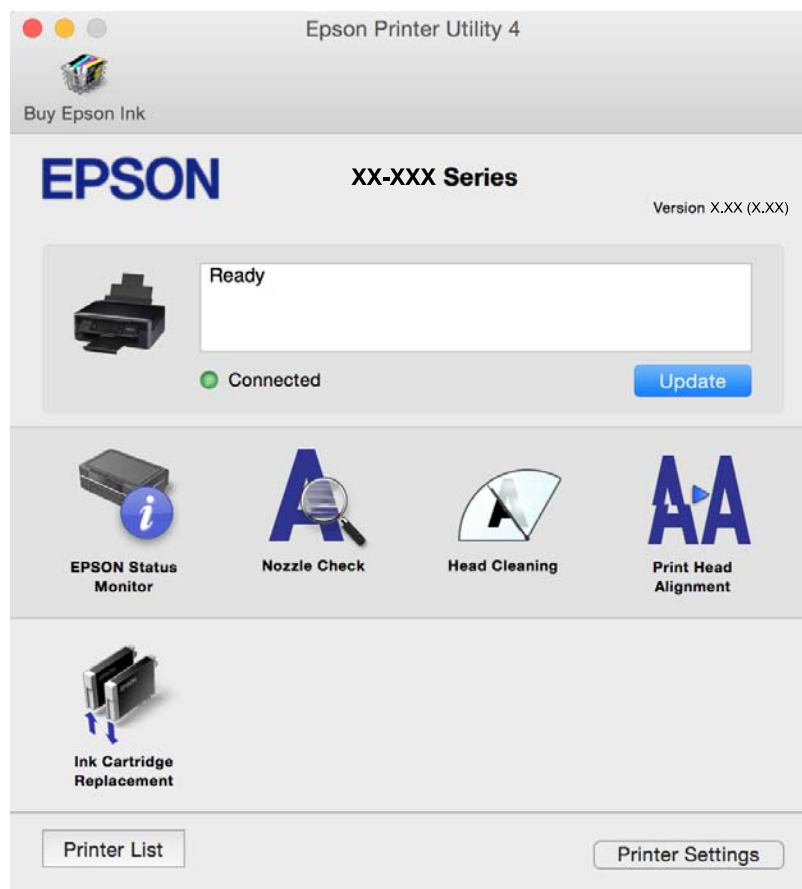 Epson Printer Utility 4
Buy Epson Ink
EPSON
XX-XXX Series
Version X.XX (X.XX)
Ready
Connected
Update
EPSON Status
Monitor
Nozzle Check
Head Cleaning
Print Head
Alignment
Ink Cartridge
Replacement
Printer List
Printer Settings